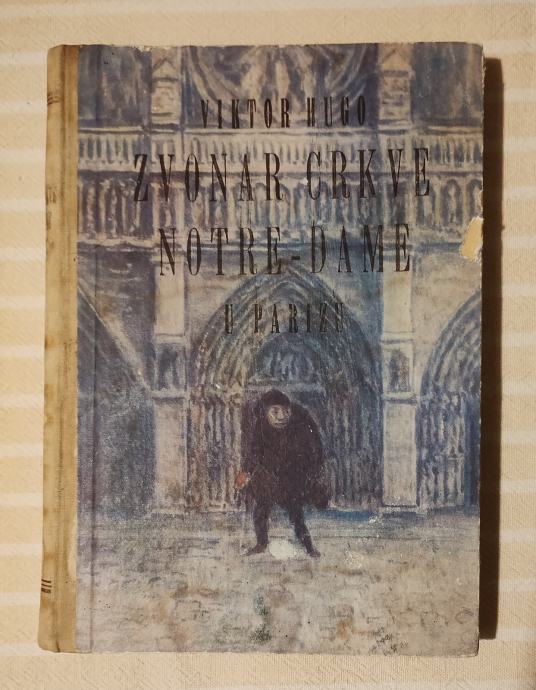 VIKTOR HUGO
ZVONAR CRKVE
NOTRE-DAME
U PARIZU